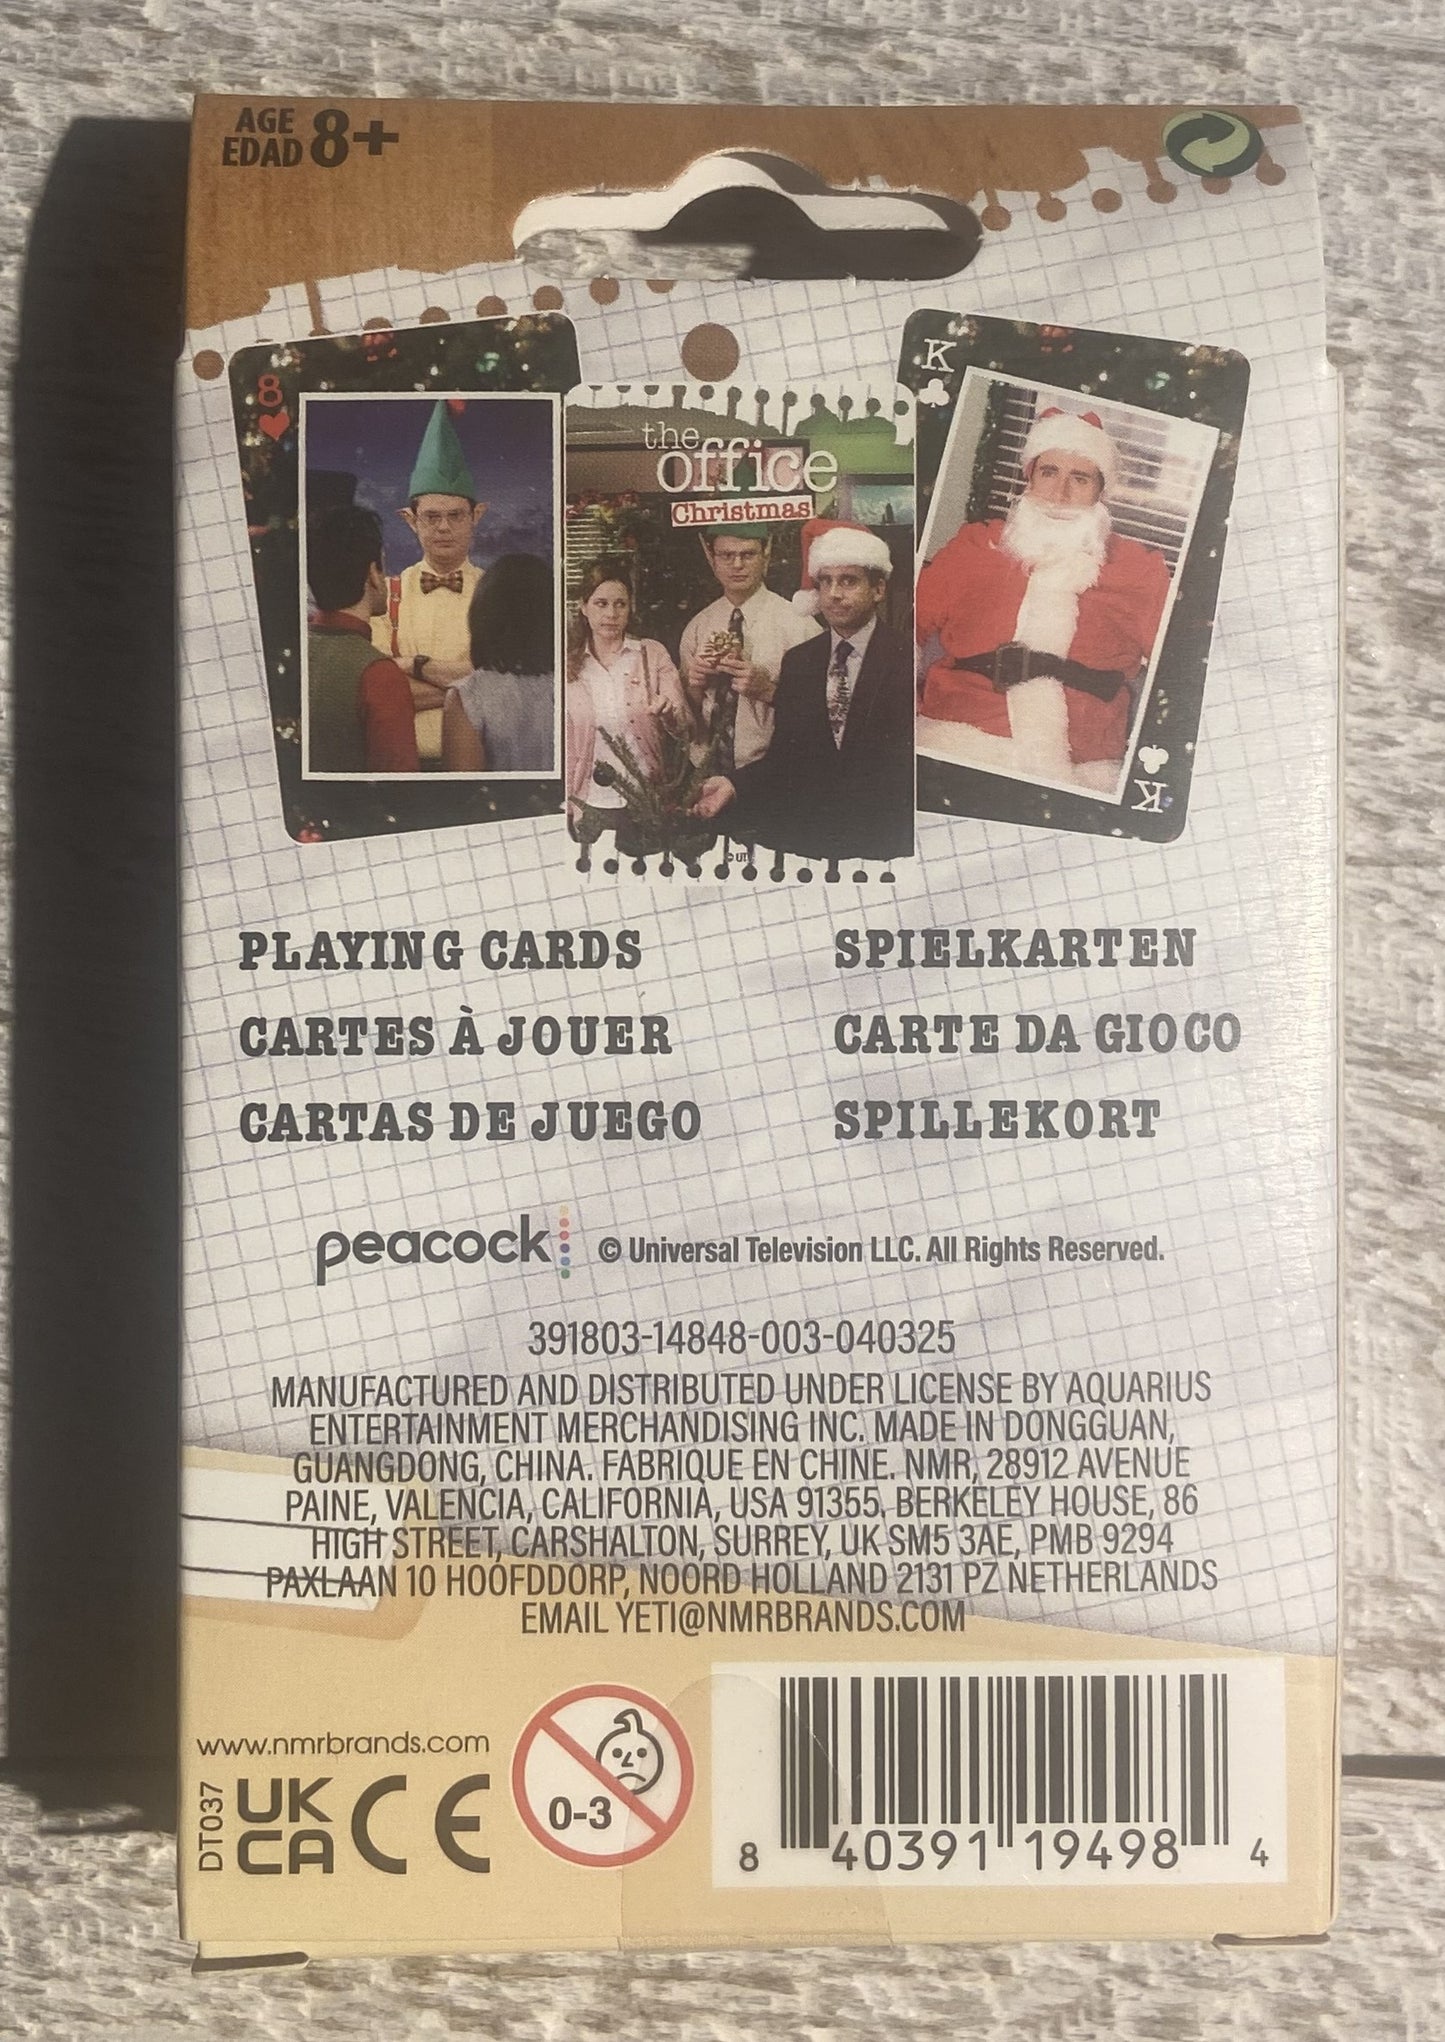 AGE
EDAD 8+
8
K
the
office
Christmas
K
PLAYING CARDS
SPIELKARTEN
CARTES À JOUER
CARTE DA GIOCO
CARTAS DE JUEGO
SPILLEKORT
peacock
© Universal Television LLC. All Rights Reserved.
391803-14848-003-040325
MANUFACTURED AND DISTRIBUTED UNDER LICENSE BY AQUARIUS
ENTERTAINMENT MERCHANDISING INC. MADE IN DONGGUAN,
GUANGDONG, CHINA. FABRIQUE EN CHINE. NMR, 28912 AVENUE
PAINE, VALENCIA, CALIFORNIA, USA 91355. BERKELEY HOUSE, 86
HIGH STREET, CARSHALTON, SURREY, UK SM5 3AE, PMB 9294
PAXLAAN 10 HOOFDDORP, NOORD HOLLAND 2131 PZ NETHERLANDS
EMAIL YETI@NMRBRANDS.COM
www.nmrbrands.com
DT037
UK
CA
CE
0-3
8 40391 19498 4